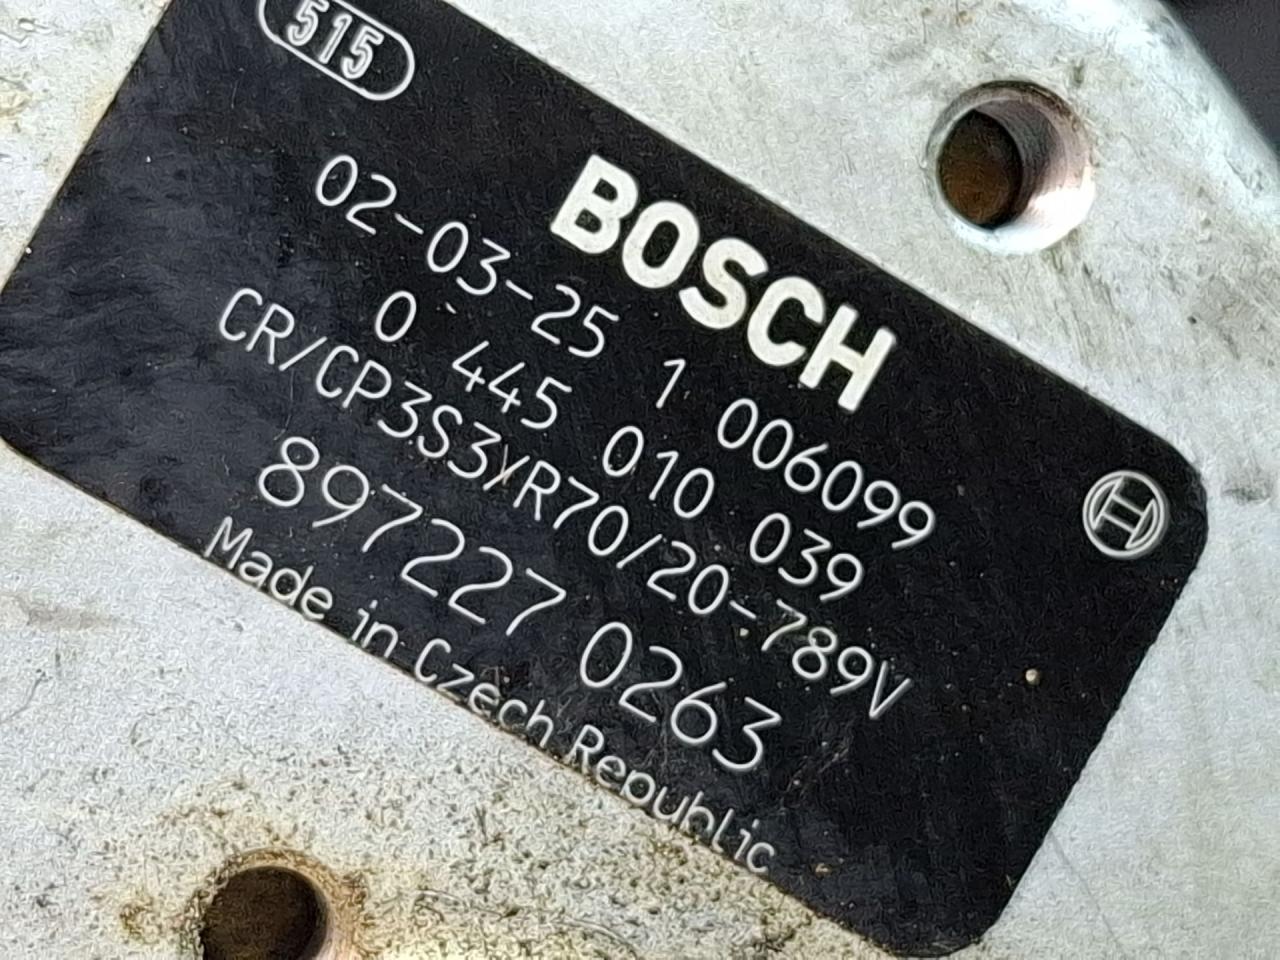 515
BOSCH
02-03-25 1 006099
0 445 010 039
CR/CP3S3/R70/20-789V
897227 0263
Made in Czech Republic